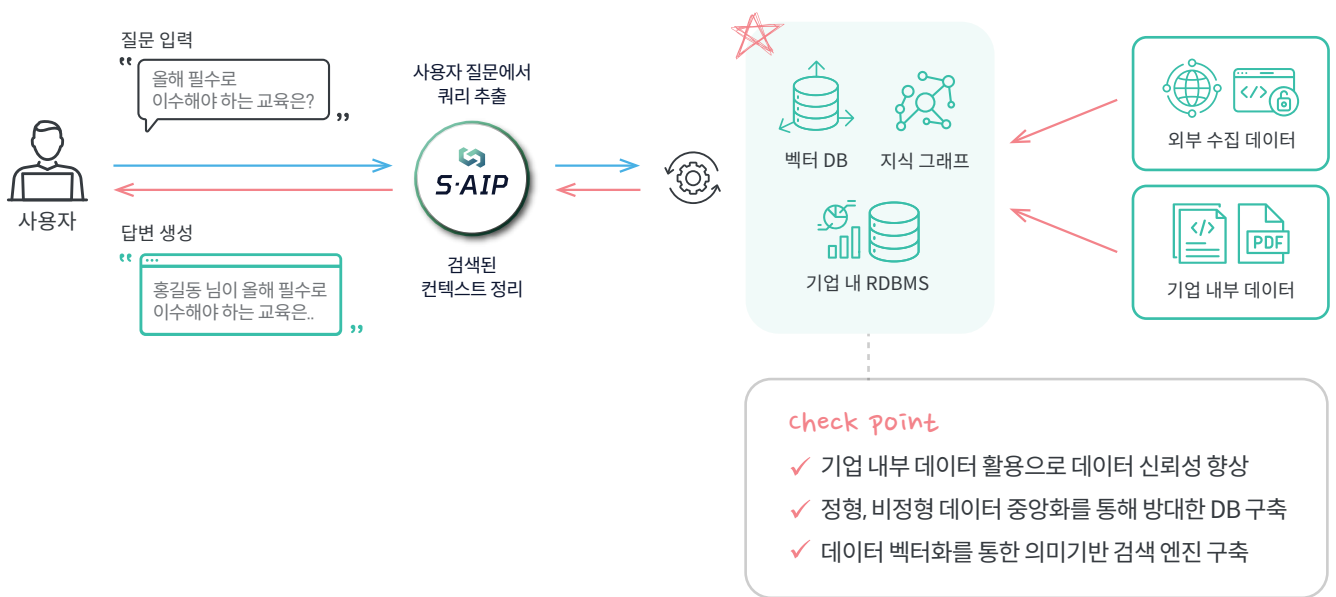 질문 입력
“ 올해 필수로
이수해야 하는 교육은? ”
사용자
답변 생성
“ 홍길동 님이 올해 필수로
이수해야 하는 교육은.. ”
사용자 질문에서
쿼리 추출
S·AIP
검색된
컨텍스트 정리
벡터 DB
지식 그래프
기업 내 RDBMS
</>
외부 수집 데이터
</>
PDF
기업 내부 데이터
check point
✓ 기업 내부 데이터 활용으로 데이터 신뢰성 향상
✓ 정형, 비정형 데이터 중앙화를 통해 방대한 DB 구축
✓ 데이터 벡터화를 통한 의미기반 검색 엔진 구축